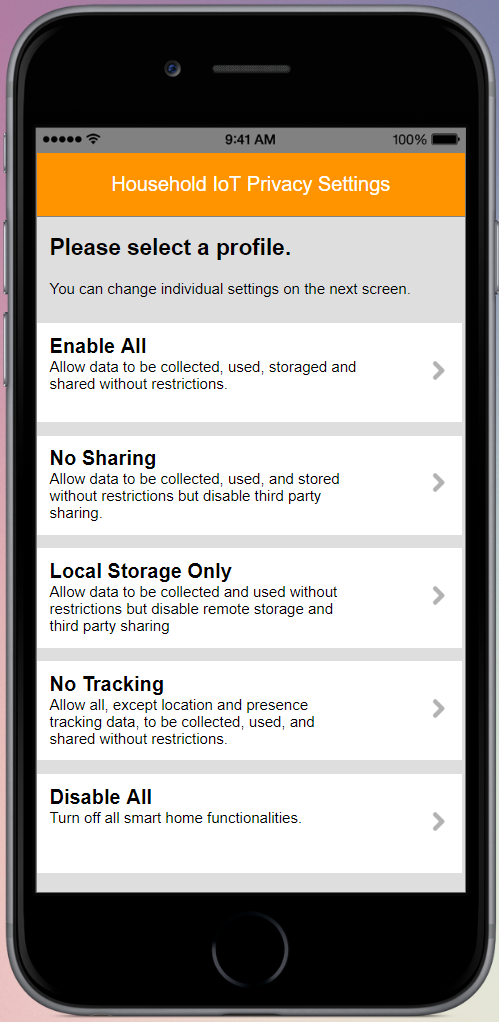 9:41 AM
100%
Household IoT Privacy Settings
Please select a profile.
You can change individual settings on the next screen.
Enable All
Allow data to be collected, used, storaged and
shared without restrictions.
No Sharing
Allow data to be collected, used, and stored
without restrictions but disable third party
sharing.
Local Storage Only
Allow data to be collected and used without
restrictions but disable remote storage and
third party sharing
No Tracking
Allow all, except location and presence
tracking data, to be collected, used, and
shared without restrictions.
Disable All
Turn off all smart home functionalities.